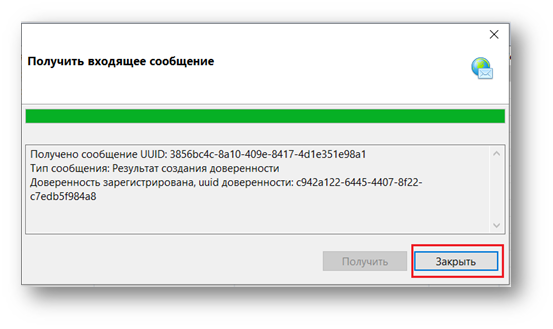 Получить входящее сообщение
Получено сообщение UUID: 3856bc4c-8a10-409e-8417-4d1e351e98a1
Тип сообщения: Результат создания доверенности
Доверенность зарегистрирована, uuid доверенности: c942a122-6445-4407-8f22-
c7edb5f984a8
Получить
Закрыть